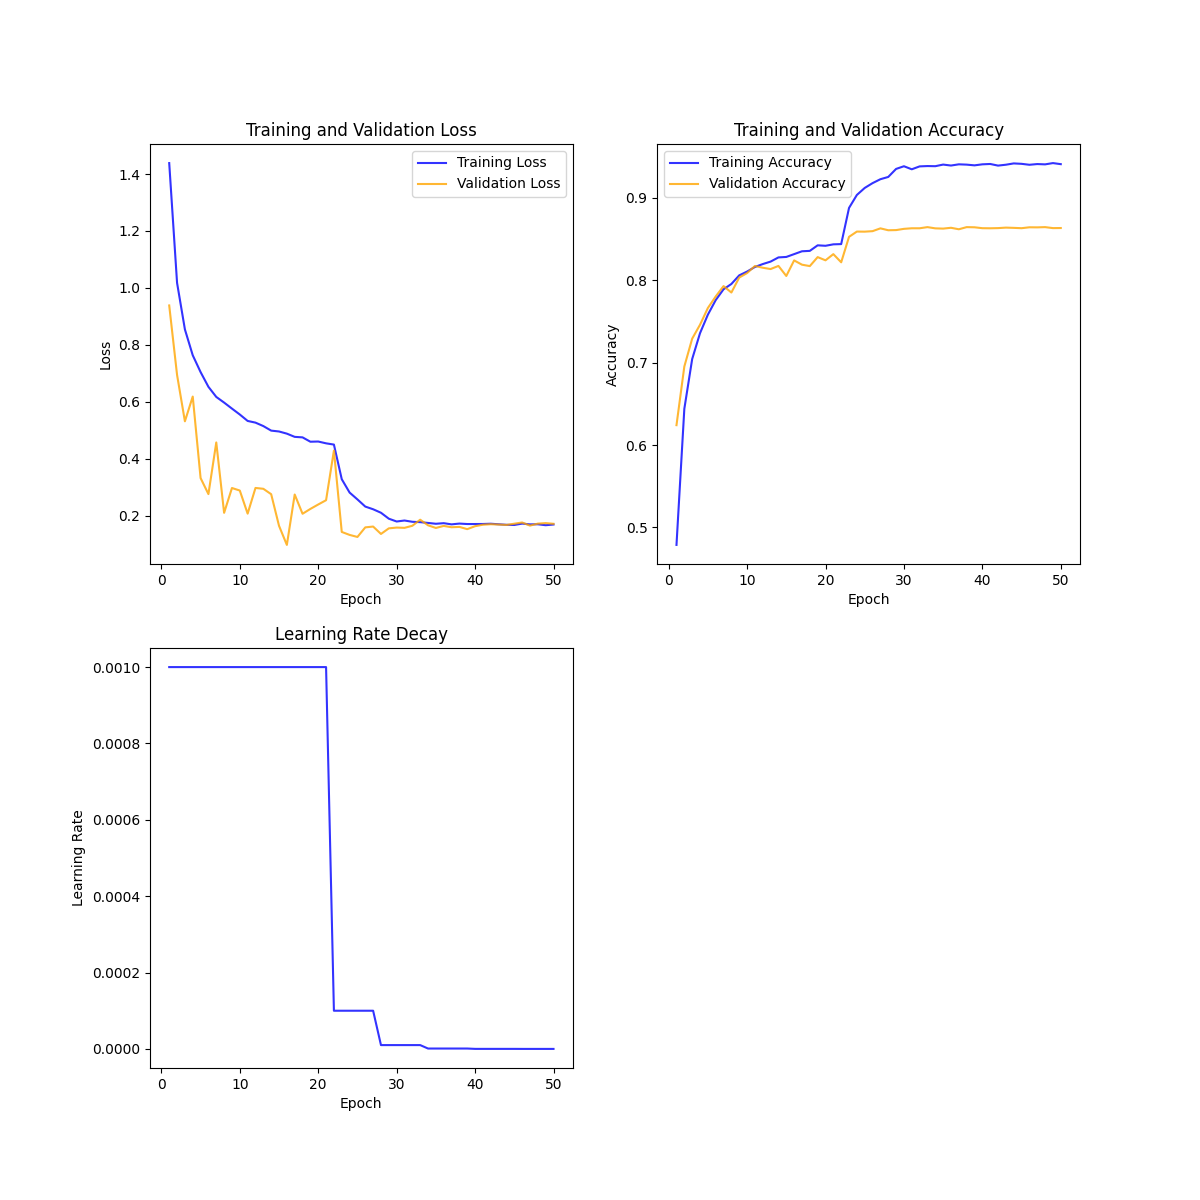 Training and Validation Loss
Training Loss
Validation Loss
1.4
1.2
1.0
0.8
0.6
0.4
0.2
Loss
0 10 20 30 40 50
Epoch
Training and Validation Accuracy
Training Accuracy
Validation Accuracy
0.9
0.8
0.7
0.6
0.5
Accuracy
0 10 20 30 40 50
Epoch
Learning Rate Decay
0.0010
0.0008
0.0006
0.0004
0.0002
0.0000
Learning Rate
0 10 20 30 40 50
Epoch